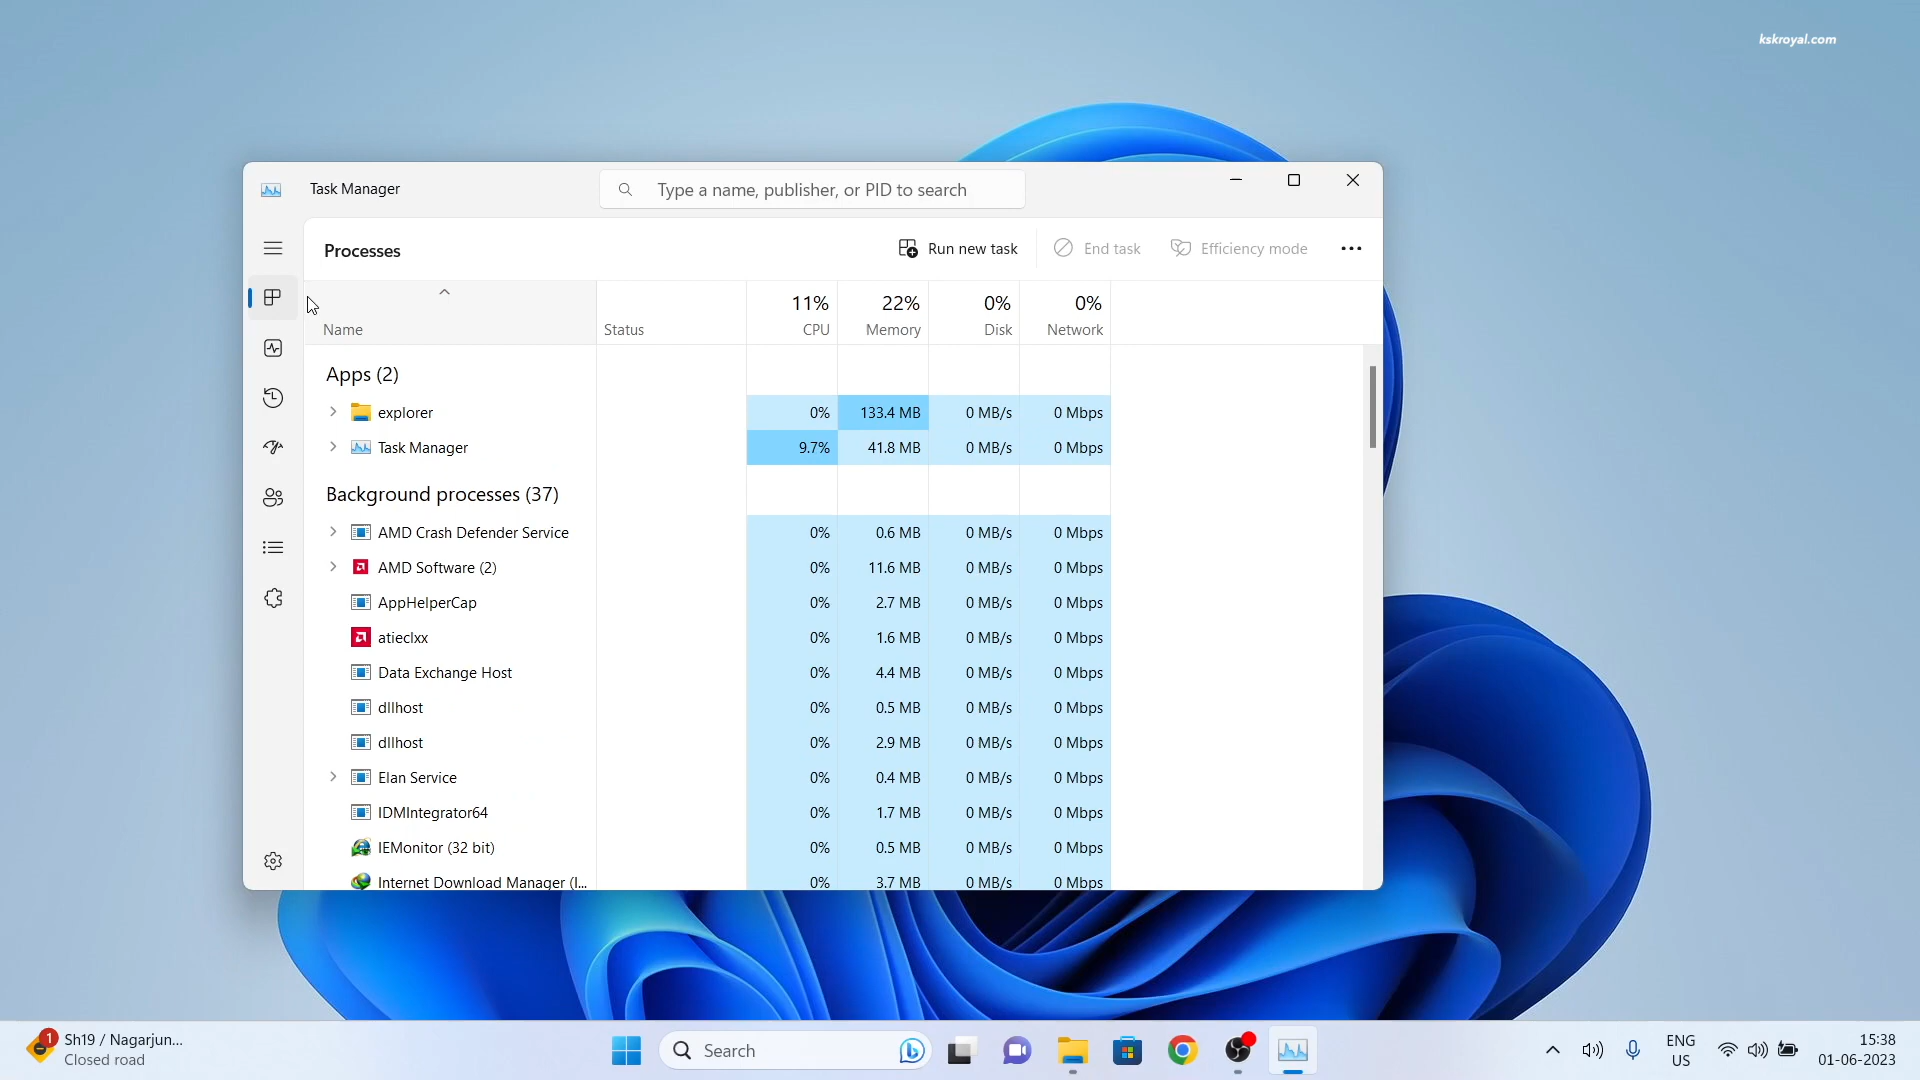 kskroyal.com
Task Manager
Type a name, publisher, or PID to search
Processes
Run new task
End task
Efficiency mode
11% 22% 0% 0%
Name Status CPU Memory Disk Network
Apps (2)
explorer 0% 133.4 MB 0 MB/s 0 Mbps
Task Manager 9.7% 41.8 MB 0 MB/s 0 Mbps
Background processes (37)
AMD Crash Defender Service 0% 0.6 MB 0 MB/s 0 Mbps
AMD Software (2) 0% 11.6 MB 0 MB/s 0 Mbps
AppHelperCap 0% 2.7 MB 0 MB/s 0 Mbps
atieclxx 0% 1.6 MB 0 MB/s 0 Mbps
Data Exchange Host 0% 4.4 MB 0 MB/s 0 Mbps
dllhost 0% 0.5 MB 0 MB/s 0 Mbps
dllhost 0% 2.9 MB 0 MB/s 0 Mbps
Elan Service 0% 0.4 MB 0 MB/s 0 Mbps
IDMIntegrator64 0% 1.7 MB 0 MB/s 0 Mbps
IEMonitor (32 bit) 0% 0.5 MB 0 MB/s 0 Mbps
Internet Download Manager (I... 0% 3.7 MB 0 MB/s 0 Mbps
1
Sh19 / Nagarjun...
Closed road
Search
ENG
US
15:38
01-06-2023